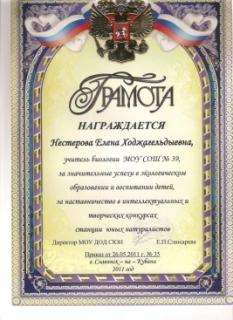 ГРАМОТА
НАГРАЖДАЕТСЯ
Нестерова Елена Ходжагельдыевна,
учитель биологии МОУ СОШ № 39,
за значительные успехи в экологическом
образовании и воспитании детей,
за наставничество в интеллектуальных и
творческих конкурсах
станции юных натуралистов
Директор МОУ ДОД СЮН Е.П.Слюсарева
Приказ от 26.05.2011 г. № 35
г. Славянск – на – Кубани
2011 год